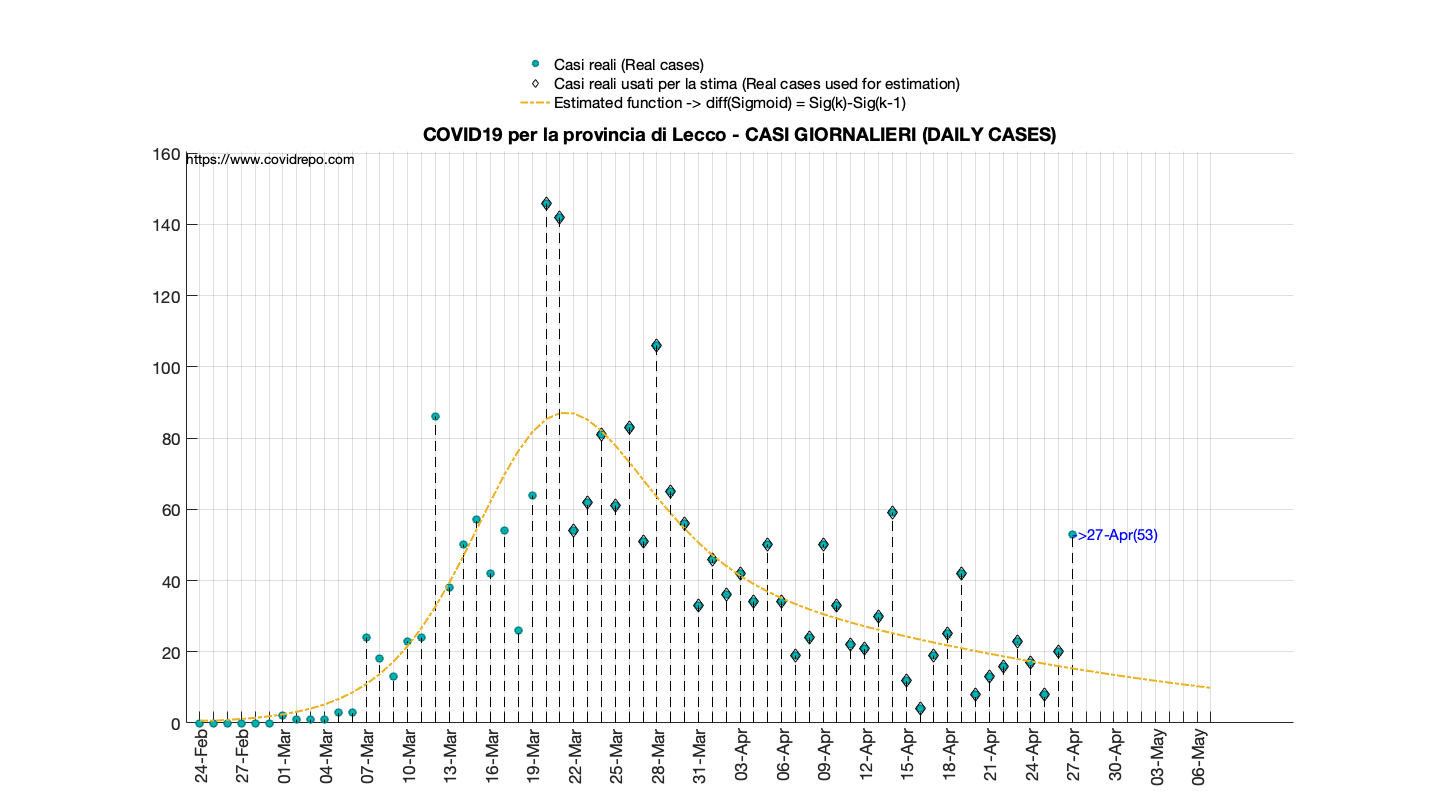 Casi reali (Real cases)
Casi reali usati per la stima (Real cases used for estimation)
Estimated function -> diff(Sigmoid) = Sig(k)-Sig(k-1)
COVID19 per la provincia di Lecco - CASI GIORNALIERI (DAILY CASES)
https://www.covidrepo.com
160
140
120
100
80
60
>27-Apr(53)
40
20
0
24-Feb
27-Feb
01-Mar
04-Mar
07-Mar
10-Mar
13-Mar
16-Mar
19-Mar
22-Mar
25-Mar
28-Mar
31-Mar
03-Apr
06-Apr
09-Apr
12-Apr
15-Apr
18-Apr
21-Apr
24-Apr
27-Apr
30-Apr
03-May
06-May